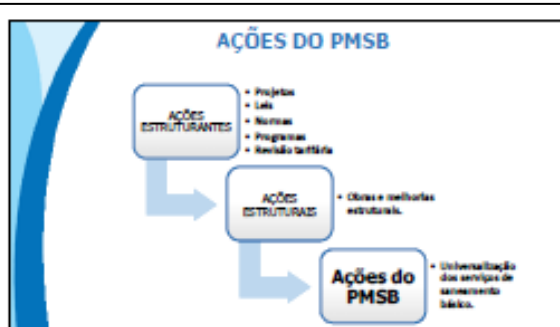 AÇÕES DO PMSB
AÇÕES
ESTRUTURANTES
• Projetos
• Leis
• Normas
• Programas
• Revisão tarifária
AÇÕES
ESTRUTURAIS
• Obras e melhorias
estruturais.
Ações do
PMSB
• Universalização
dos serviços de
saneamento
básico.